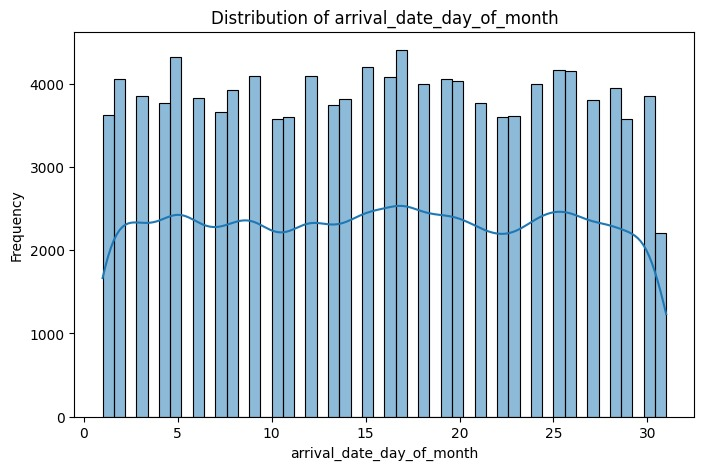 Distribution of arrival_date_day_of_month
Frequency
4000
3000
2000
1000
0
0 5 10 15 20 25 30
arrival_date_day_of_month